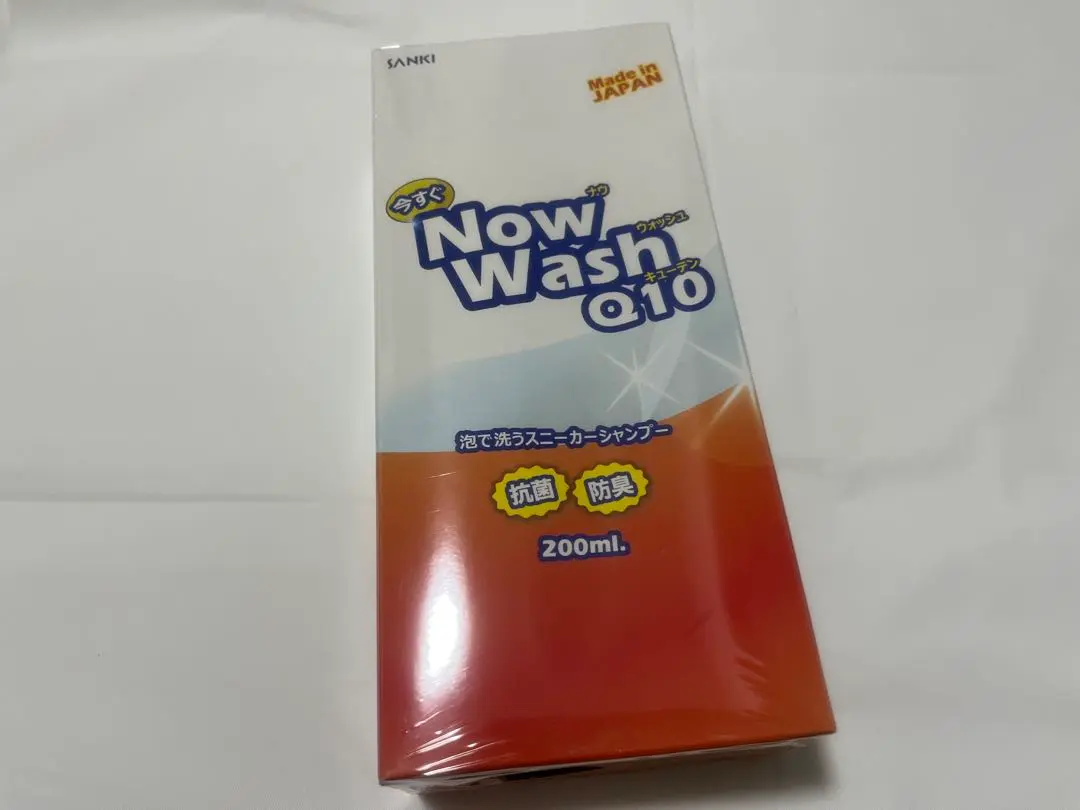 SANKI
Made in
JAPAN
今すぐ
ナウ
Now
ウォッシュ
Wash
キューテン
Q10
泡で洗うスニーカーシャンプー
抗菌 防臭
200ml.